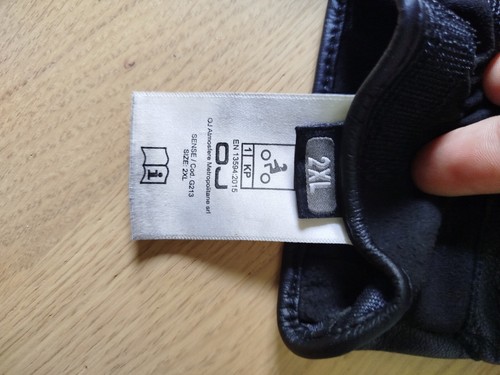 2XL
1 KP
EN 13594:2015
OJ
OJ Atmosfere Metropolitane srl
SENSE / Cod. G213
SIZE: 2XL
i